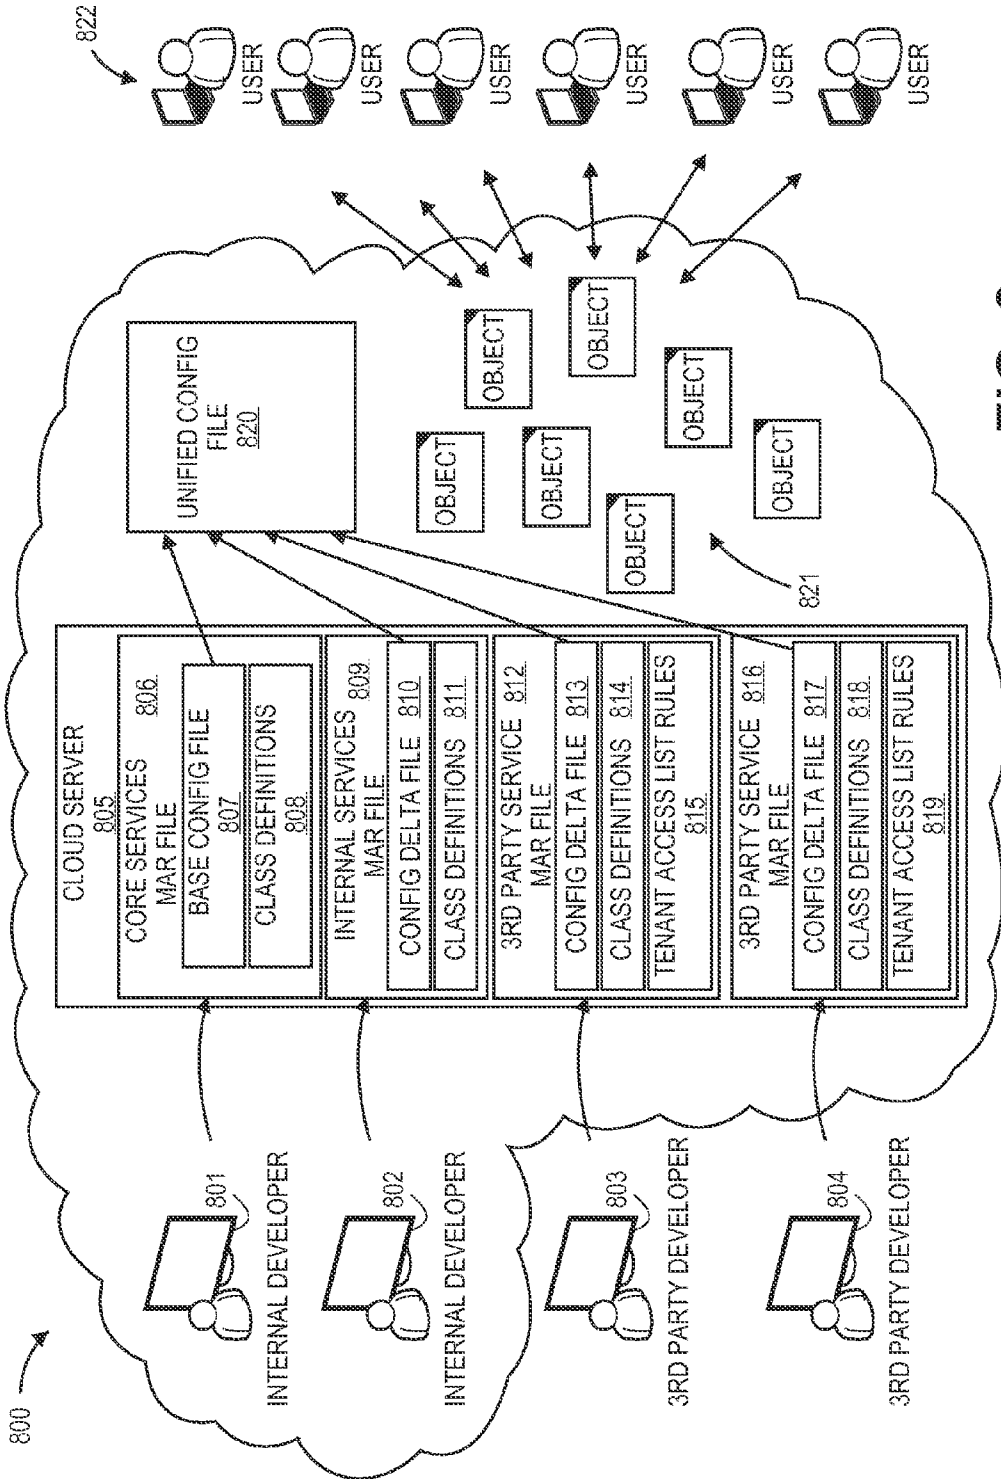 800
822
CLOUD SERVER
805
CORE SERVICES
MAR FILE
806
BASE CONFIG FILE
807
CLASS DEFINITIONS
808
INTERNAL SERVICES
MAR FILE
809
CONFIG DELTA FILE 810
CLASS DEFINITIONS 811
3RD PARTY SERVICE
MAR FILE
812
CONFIG DELTA FILE 813
CLASS DEFINITIONS 814
TENANT ACCESS LIST RULES
815
3RD PARTY SERVICE
MAR FILE
816
CONFIG DELTA FILE 817
CLASS DEFINITIONS 818
TENANT ACCESS LIST RULES
819
UNIFIED CONFIG
FILE
820
OBJECT
OBJECT
OBJECT
OBJECT
OBJECT
OBJECT
OBJECT
821
801
INTERNAL DEVELOPER
802
INTERNAL DEVELOPER
803
3RD PARTY DEVELOPER
804
3RD PARTY DEVELOPER
USER
USER
USER
USER
USER
USER